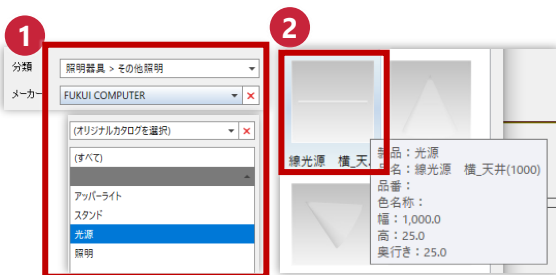 1
分類
照明器具 > その他照明
メーカー
FUKUI COMPUTER
(オリジナルカタログを選択)
(すべて)
アッパーライト
スタンド
光源
照明
2
線光源 横_天
製品：光源
品名：線光源 横_天井(1000)
品番：
色名称：
幅：1,000.0
高：25.0
奥行き：25.0